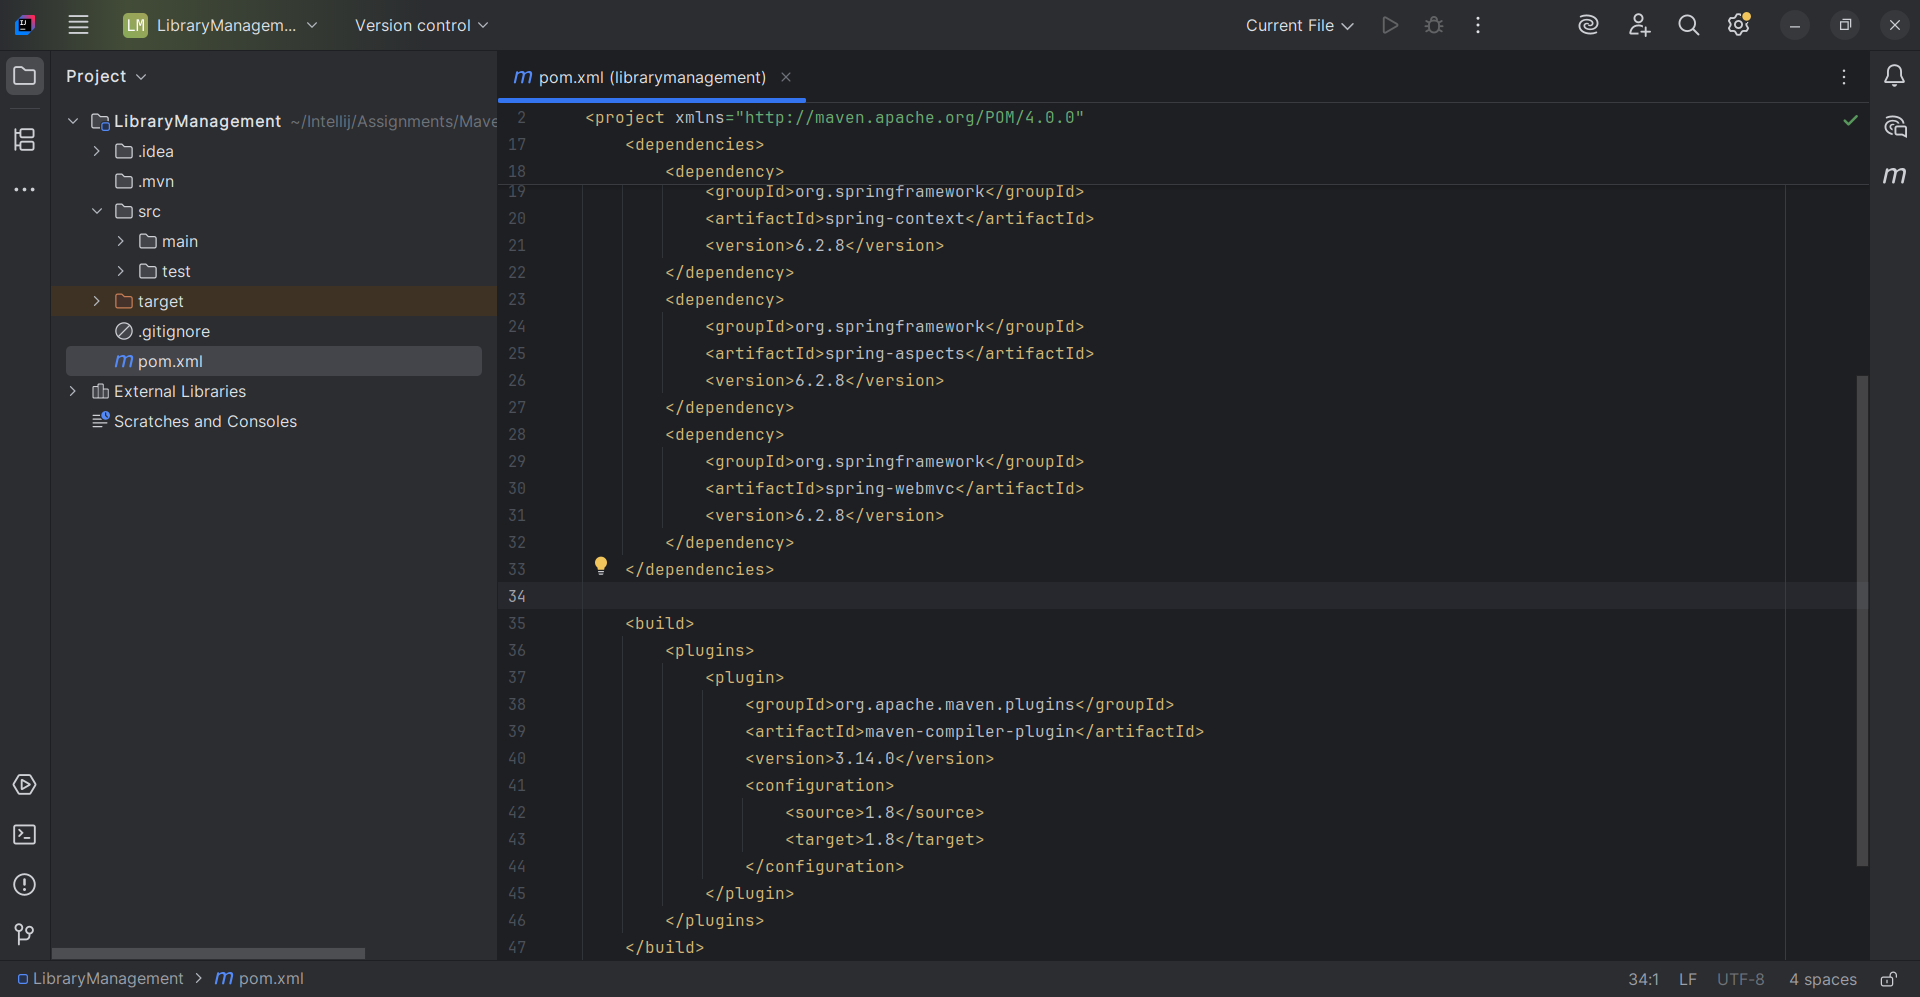 LM LibraryManagem... Version control Current File
Project
LibraryManagement ~/Intellij/Assignments/Mave
.idea
.mvn
src
main
test
target
.gitignore
m pom.xml
External Libraries
Scratches and Consoles
m pom.xml (librarymanagement)
2 <project xmlns="http://maven.apache.org/POM/4.0.0"
17 <dependencies>
18 <dependency>
19 <groupId>org.springframework</groupId>
20 <artifactId>spring-context</artifactId>
21 <version>6.2.8</version>
22 </dependency>
23 <dependency>
24 <groupId>org.springframework</groupId>
25 <artifactId>spring-aspects</artifactId>
26 <version>6.2.8</version>
27 </dependency>
28 <dependency>
29 <groupId>org.springframework</groupId>
30 <artifactId>spring-webmvc</artifactId>
31 <version>6.2.8</version>
32 </dependency>
33 </dependencies>
34
35 <build>
36 <plugins>
37 <plugin>
38 <groupId>org.apache.maven.plugins</groupId>
39 <artifactId>maven-compiler-plugin</artifactId>
40 <version>3.14.0</version>
41 <configuration>
42 <source>1.8</source>
43 <target>1.8</target>
44 </configuration>
45 </plugin>
46 </plugins>
47 </build>
m
LibraryManagement > m pom.xml 34:1 LF UTF-8 4 spaces